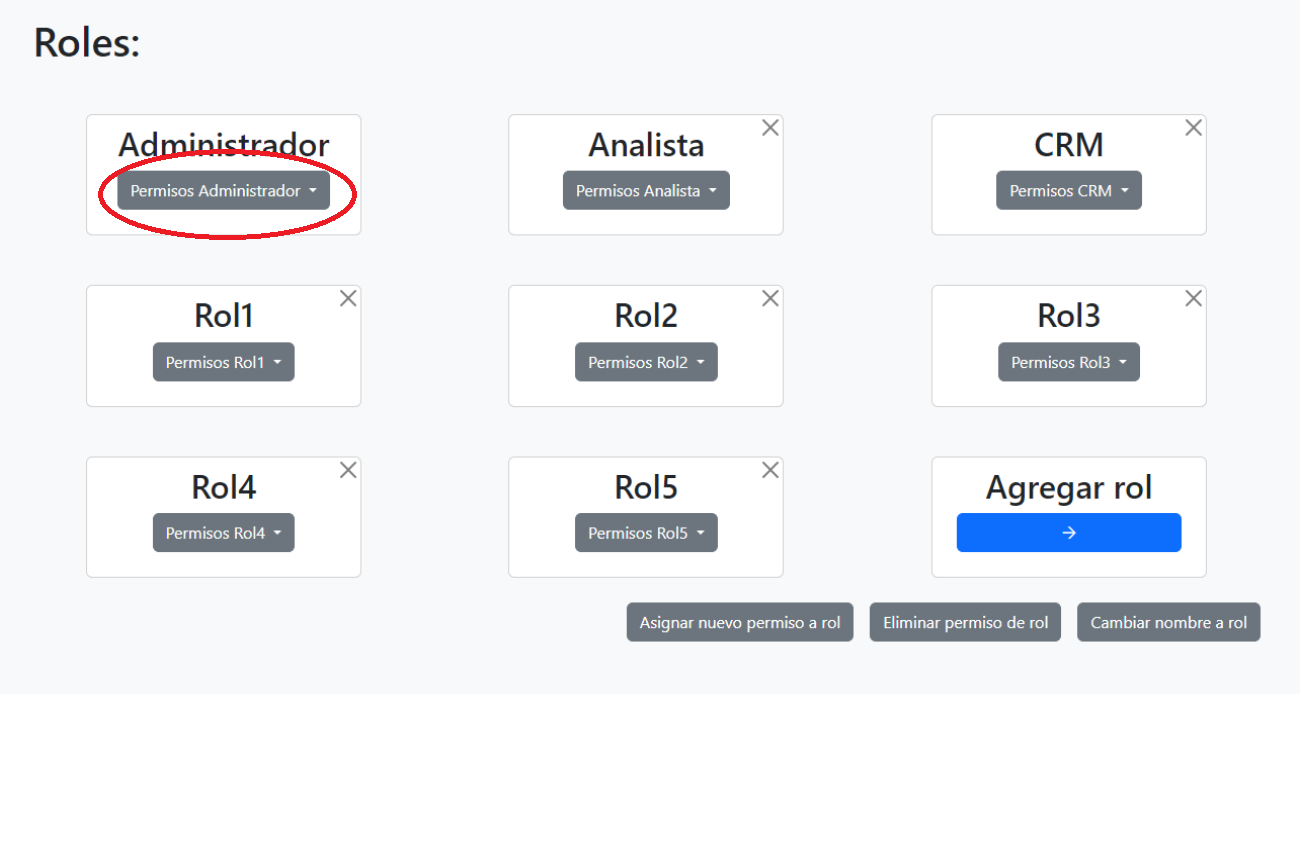 Roles:
Administrador
Permisos Administrador
Analista
Permisos Analista
CRM
Permisos CRM
Rol1
Permisos Rol1
Rol2
Permisos Rol2
Rol3
Permisos Rol3
Rol4
Permisos Rol4
Rol5
Permisos Rol5
Agregar rol
Asignar nuevo permiso a rol
Eliminar permiso de rol
Cambiar nombre a rol